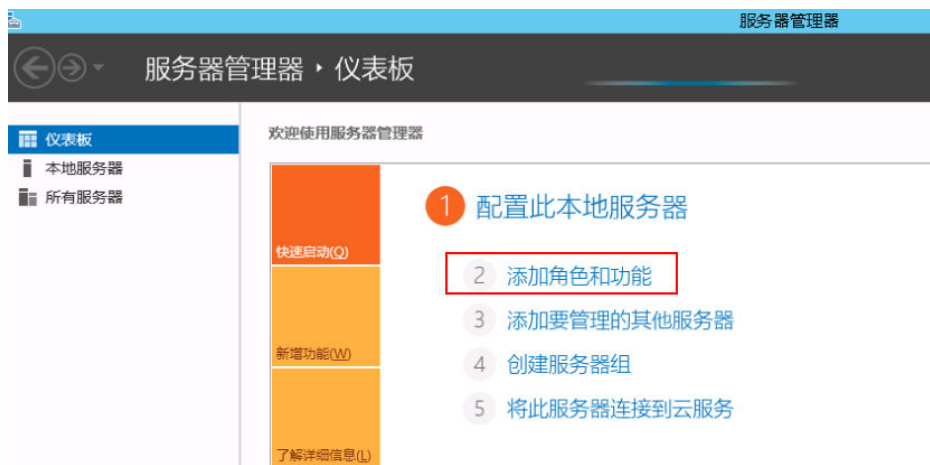 服务器管理器
服务器管理器 ‣ 仪表板
仪表板
本地服务器
所有服务器
欢迎使用服务器管理器
快速启动(Q)
新增功能(W)
了解详细信息(L)
1 配置此本地服务器
2 添加角色和功能
3 添加要管理的其他服务器
4 创建服务器组
5 将此服务器连接到云服务